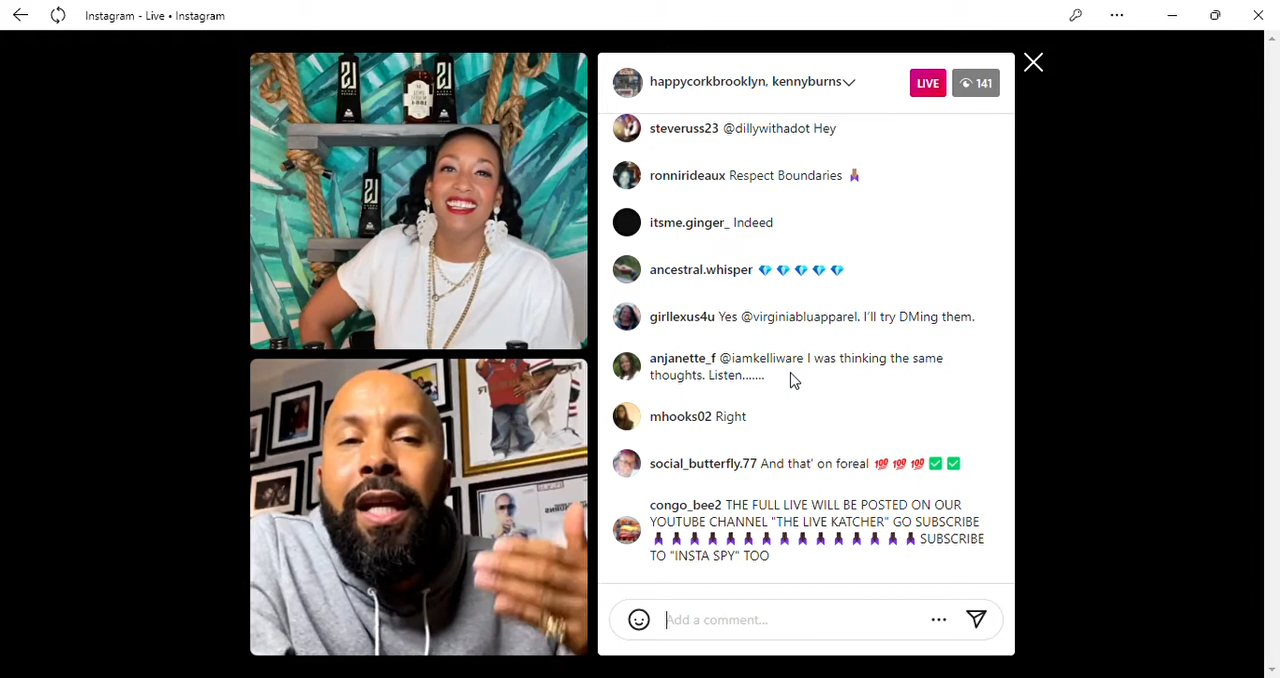 Instagram - Live • Instagram
21
21
21
happycorkbrooklyn, kennyburns
LIVE
141
steveruss23 @dillywithadot Hey
ronnirideaux Respect Boundaries
itsme.ginger_ Indeed
ancestral.whisper 💎💎💎💎💎
girllexus4u Yes @virginiabluapparel. I'll try DMing them.
anjanette_f @iamkelliware I was thinking the same
thoughts. Listen.......
mhooks02 Right
social_butterfly.77 And that' on foreal 💯💯💯✅✅
congo_bee2 THE FULL LIVE WILL BE POSTED ON OUR
YOUTUBE CHANNEL "THE LIVE KATCHER" GO SUBSCRIBE
SUBSCRIBE
TO "INSTA SPY" TOO
Add a comment...